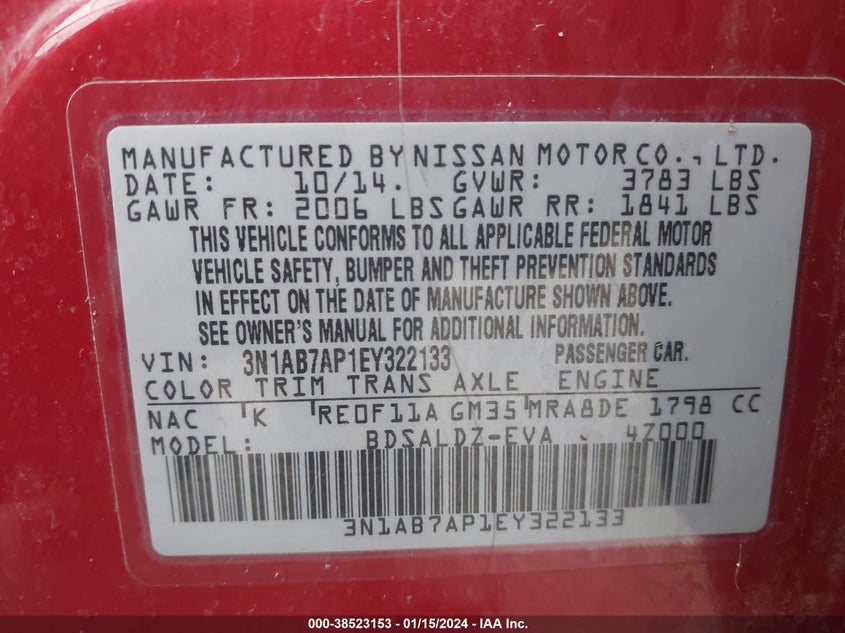 MANUFACTURED BY NISSAN MOTOR CO., LTD.
DATE: 10/14. GVWR: 3783 LBS
GAWR FR: 2006 LBS GAWR RR: 1841 LBS
THIS VEHICLE CONFORMS TO ALL APPLICABLE FEDERAL MOTOR
VEHICLE SAFETY, BUMPER AND THEFT PREVENTION STANDARDS
IN EFFECT ON THE DATE OF MANUFACTURE SHOWN ABOVE.
SEE OWNER'S MANUAL FOR ADDITIONAL INFORMATION.
VIN: 3N1AB7AP1EY322133 PASSENGER CAR.
COLOR TRIM TRANS AXLE ENGINE
NAC K RE0F11A GM35 MRA8DE 1798 CC
MODEL: BDSALDZ-EVA 4Z000
3N1AB7AP1EY322133
000-38523153 - 01/15/2024 - IAA Inc.